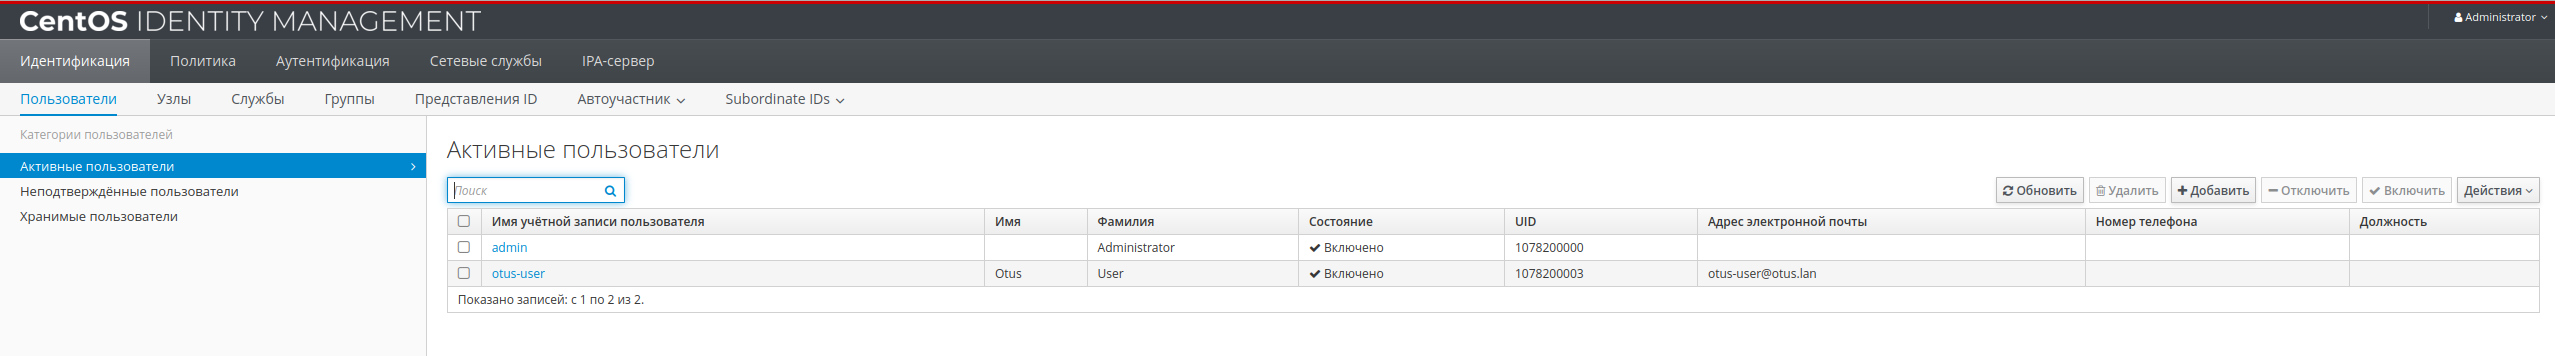 CentOS IDENTITY MANAGEMENT Administrator
Идентификация Политика Аутентификация Сетевые службы IPA-сервер
Пользователи Узлы Службы Группы Представления ID Автоучастник Subordinate IDs
Категории пользователей
Активные пользователи
Неподтверждённые пользователи
Хранимые пользователи
Активные пользователи
Поиск Обновить Удалить Добавить Отключить Включить Действия
Имя учётной записи пользователя Имя Фамилия Состояние UID Адрес электронной почты Номер телефона Должность
admin Administrator Включено 1078200000
otus-user Otus User Включено 1078200003 otus-user@otus.lan
Показано записей: с 1 по 2 из 2.